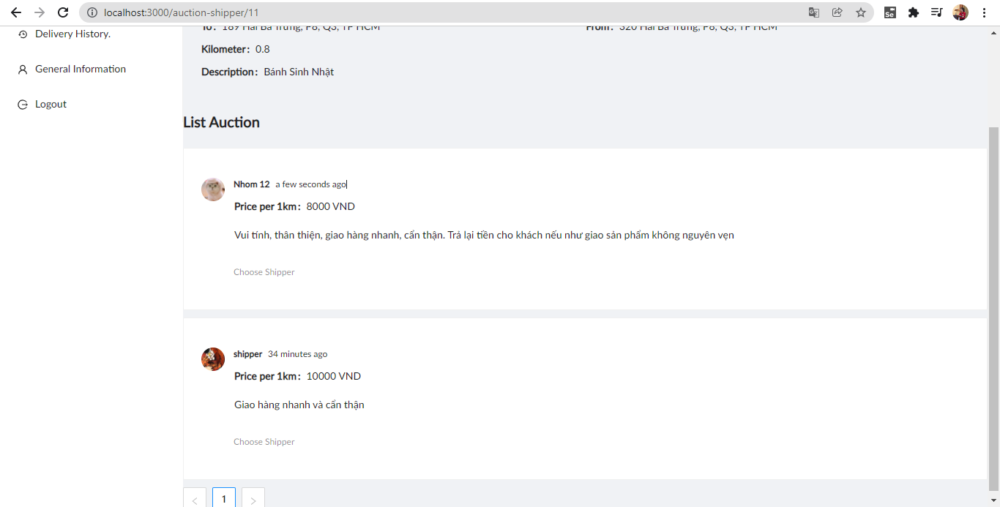 localhost:3000/auction-shipper/11
Se
Delivery History.
General Information
Logout
To: 189 Hai Bà Trưng, P6, Q3, TP HCM
From: 320 Hai Bà Trưng, P6, Q3, TP HCM
Kilometer: 0.8
Description: Bánh Sinh Nhật
List Auction
Nhom 12 a few seconds ago
Price per 1km: 8000 VND
Vui tính, thân thiện, giao hàng nhanh, cẩn thận. Trả lại tiền cho khách nếu như giao sản phẩm không nguyên vẹn
Choose Shipper
shipper 34 minutes ago
Price per 1km: 10000 VND
Giao hàng nhanh và cẩn thận
Choose Shipper
< 1 >